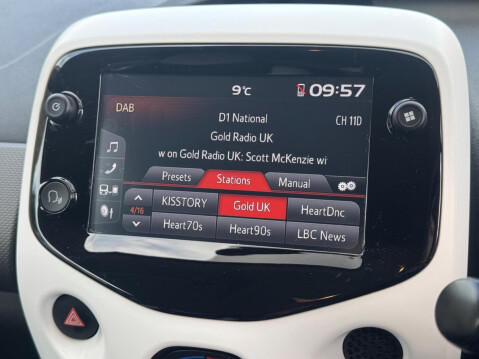 9°C 09:57
DAB
D1 National CH 11D
Gold Radio UK
w on Gold Radio UK: Scott McKenzie wi
Presets Stations Manual
KISSTORY Gold UK HeartDnc
4/16
Heart70s Heart90s LBC News